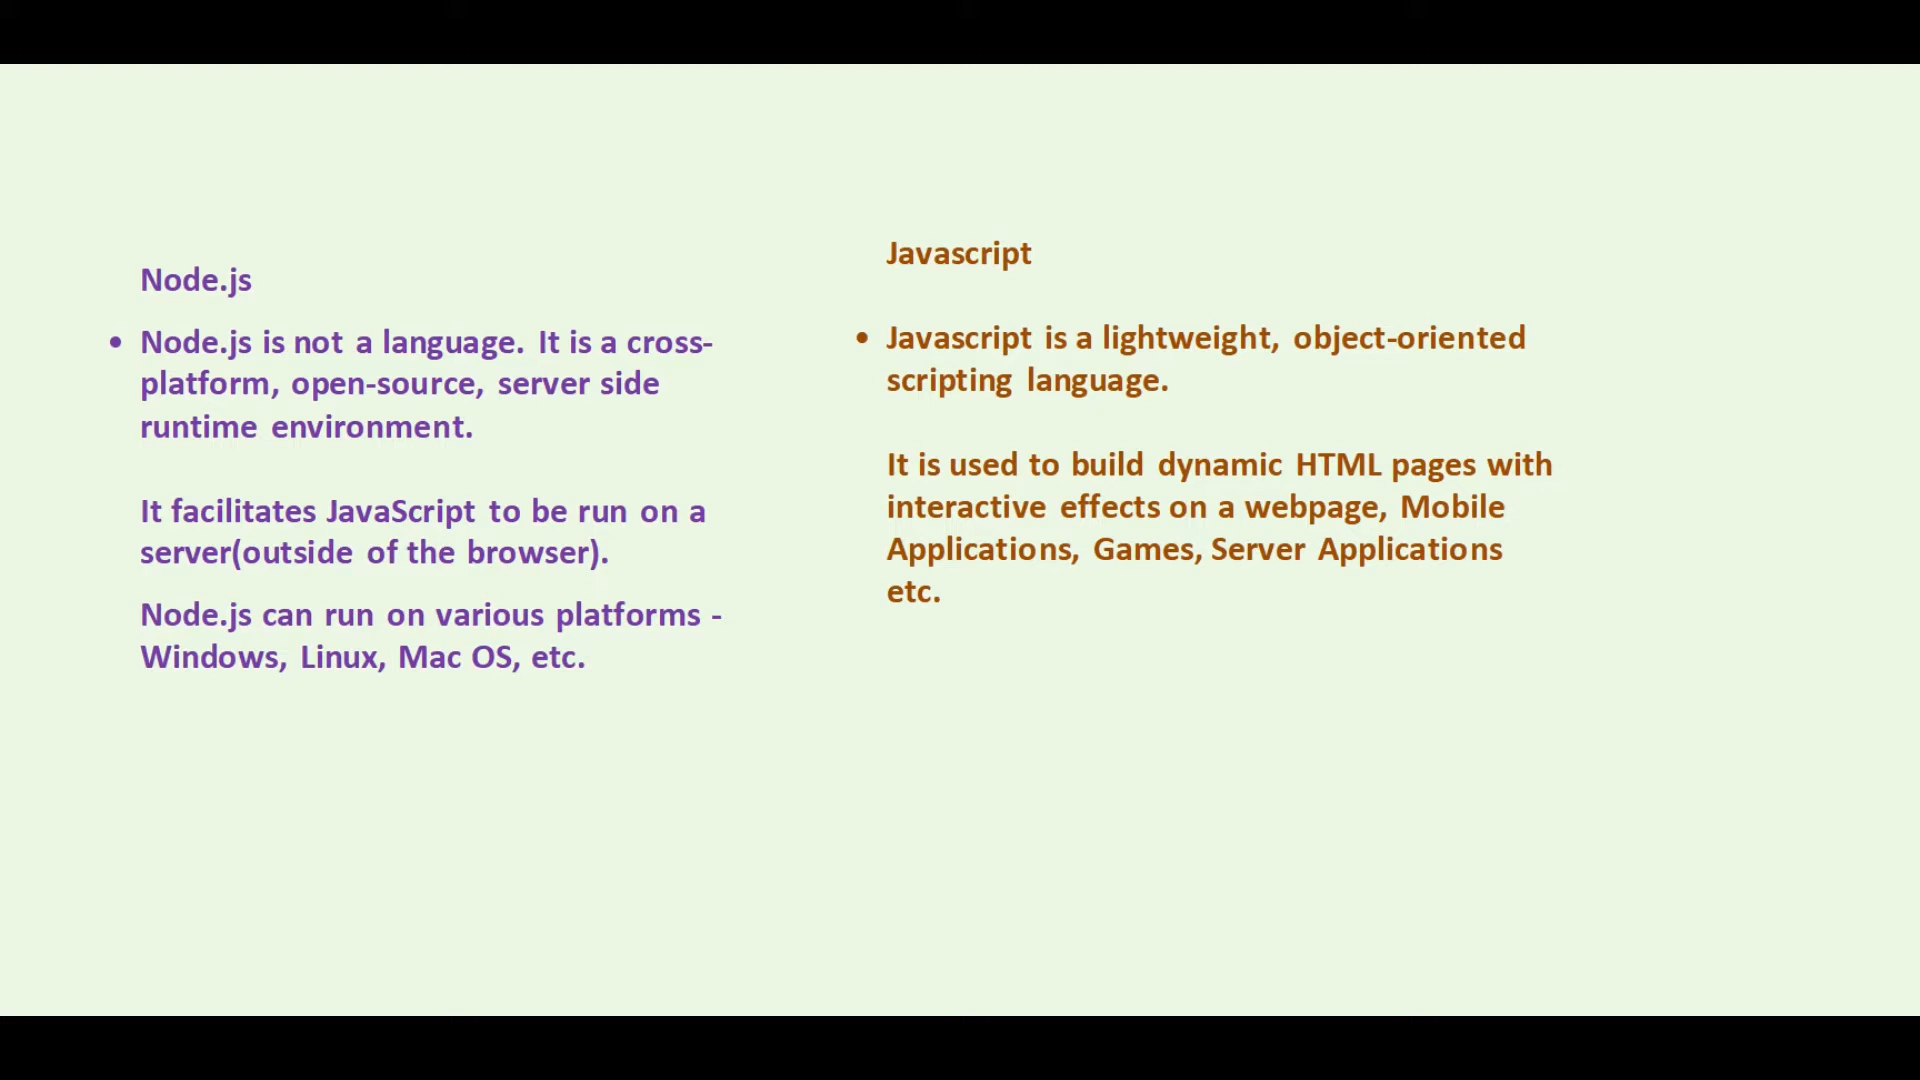 Node.js
• Node.js is not a language. It is a cross-
platform, open-source, server side
runtime environment.
It facilitates JavaScript to be run on a
server(outside of the browser).
Node.js can run on various platforms -
Windows, Linux, Mac OS, etc.
Javascript
• Javascript is a lightweight, object-oriented
scripting language.
It is used to build dynamic HTML pages with
interactive effects on a webpage, Mobile
Applications, Games, Server Applications
etc.